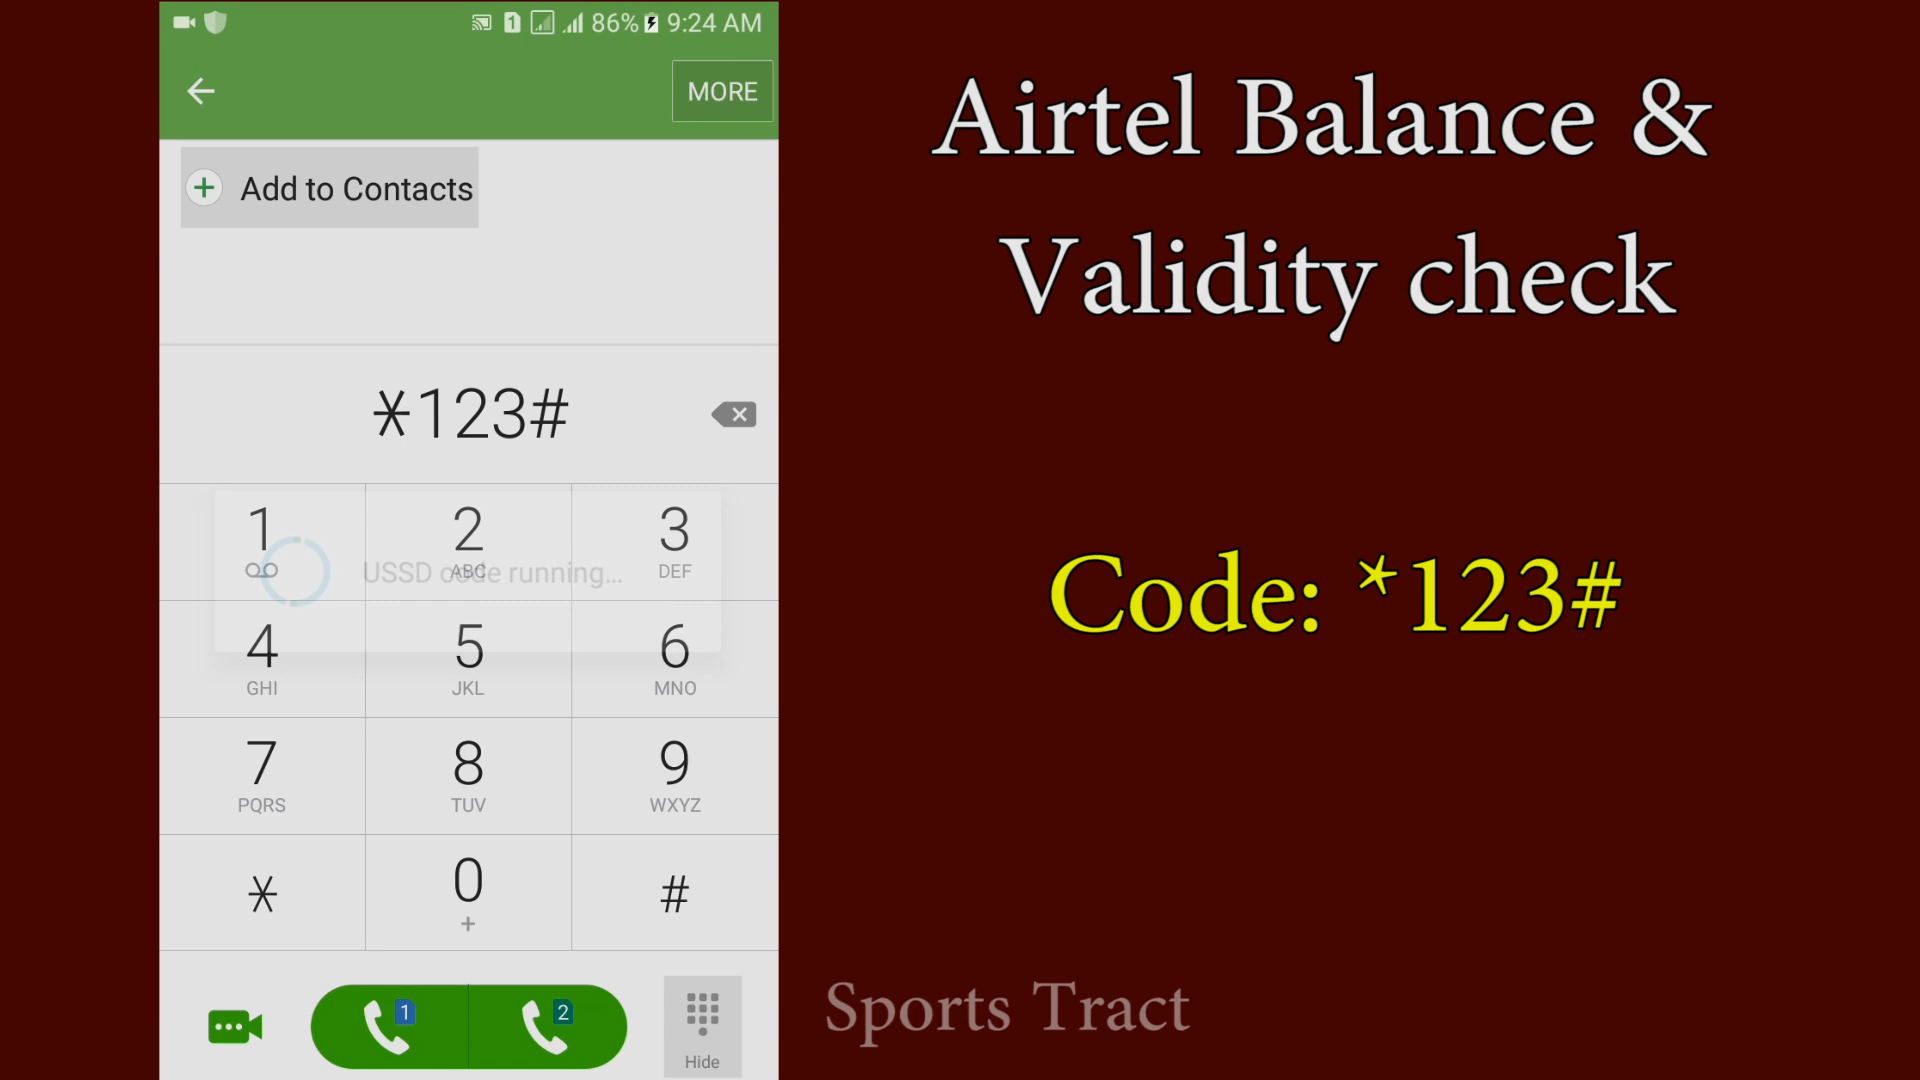 1 86% 9:24 AM
MORE
Add to Contacts
*123#
1 2 3
ABC DEF
USSD code running...
4 5 6
GHI JKL MNO
7 8 9
PQRS TUV WXYZ
* 0 #
+
1 2
Hide
Airtel Balance &
Validity check
Code: *123#
Sports Tract